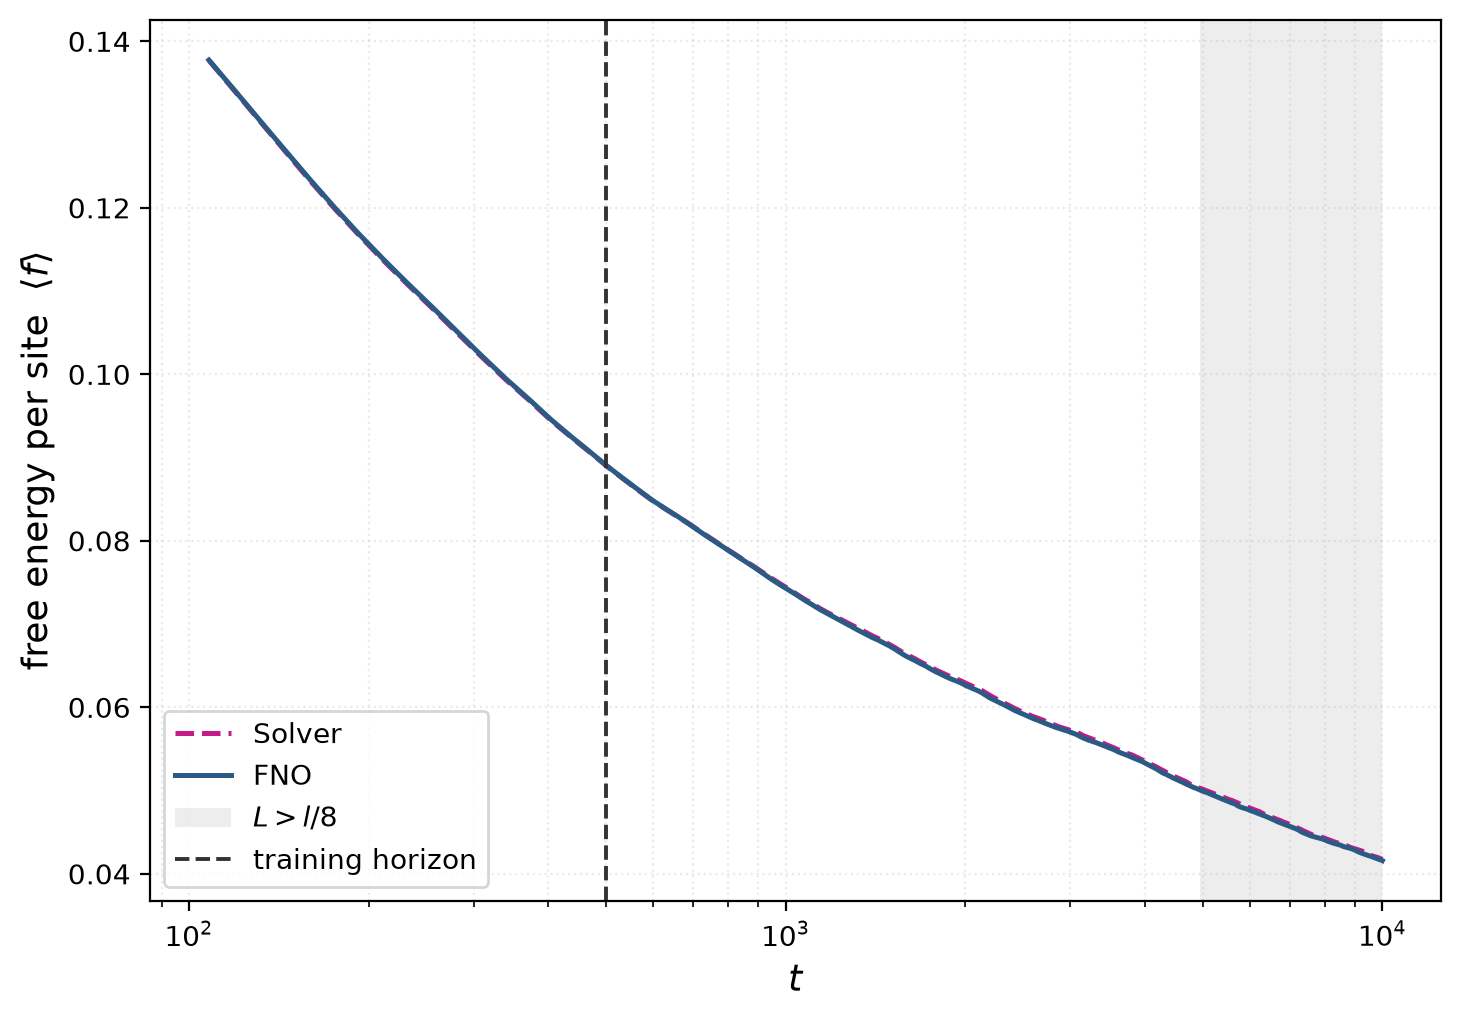 0.14
0.12
0.10
0.08
0.06
0.04
free energy per site ⟨f⟩
Solver
FNO
L > l/8
training horizon
10²
10³
10⁴
t